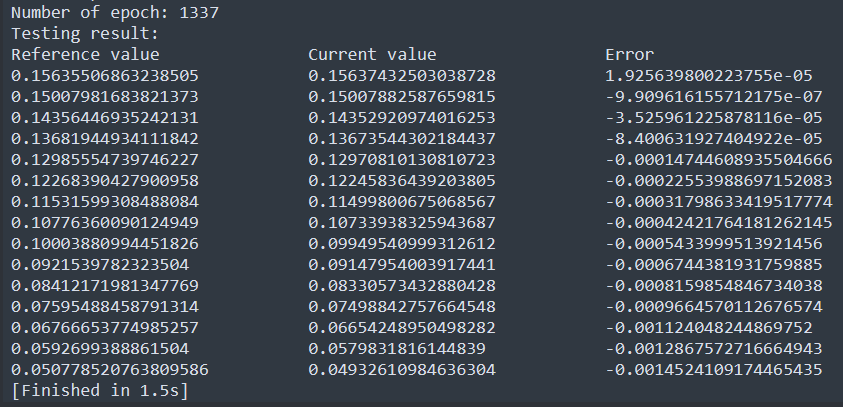 Number of epoch: 1337
Testing result:
Reference value Current value Error
0.15635506863238505 0.15637432503038728 1.925639800223755e-05
0.15007981683821373 0.15007882587659815 -9.909616155712175e-07
0.14356446935242131 0.14352920974016253 -3.525961225878116e-05
0.13681944934111842 0.13673544302184437 -8.400631927404922e-05
0.12985554739746227 0.12970810130810723 -0.00014744608935504666
0.12268390427900958 0.12245836439203805 -0.00022553988697152083
0.11531599308488084 0.11499800675068567 -0.00031798633419517774
0.10776360090124949 0.10733938325943687 -0.00042421764181262145
0.10003880994451826 0.09949540999312612 -0.0005433999513921456
0.0921539782323504 0.09147954003917441 -0.0006744381931759885
0.08412171981347769 0.08330573432880428 -0.0008159854846734038
0.07595488458791314 0.07498842757664548 -0.0009664570112676574
0.06766653774985257 0.06654248950498282 -0.001124048244869752
0.0592699388861504 0.0579831816144839 -0.0012867572716664943
0.050778520763809586 0.04932610984636304 -0.0014524109174465435
[Finished in 1.5s]